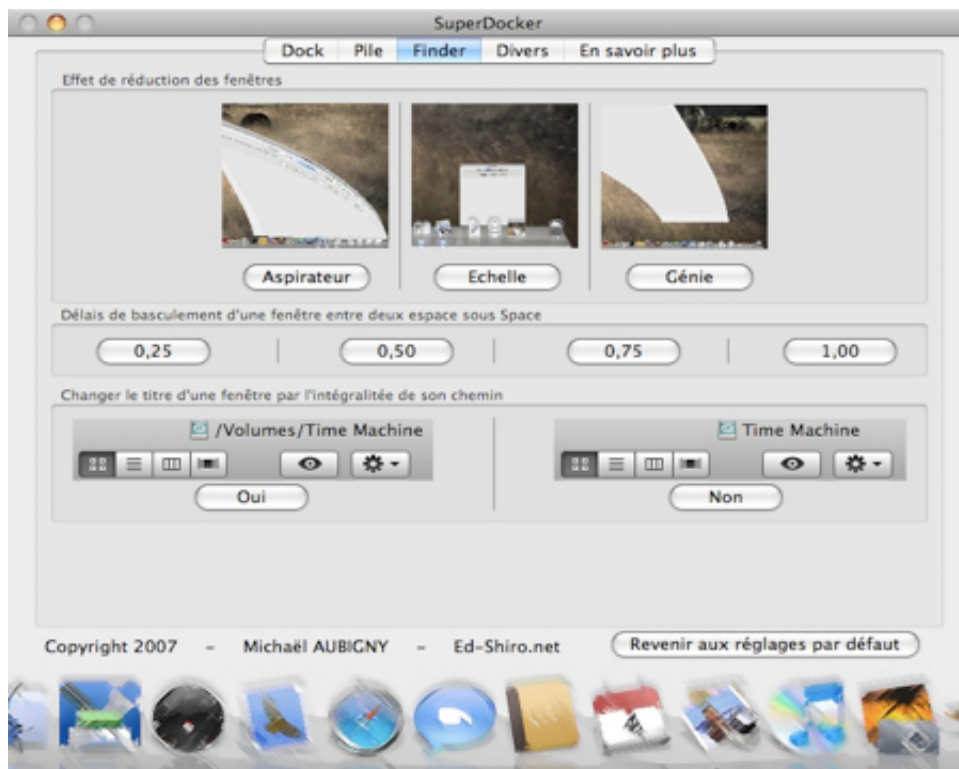 SuperDocker
Dock Pile Finder Divers En savoir plus
Effet de réduction des fenêtres
Aspirateur Echelle Génie
Délais de basculement d'une fenêtre entre deux espace sous Space
0,25 0,50 0,75 1,00
Changer le titre d'une fenêtre par l'intégralitée de son chemin
/Volumes/Time Machine Time Machine
Oui Non
Copyright 2007 – Michaël AUBIGNY – Ed-Shiro.net Revenir aux réglages par défaut